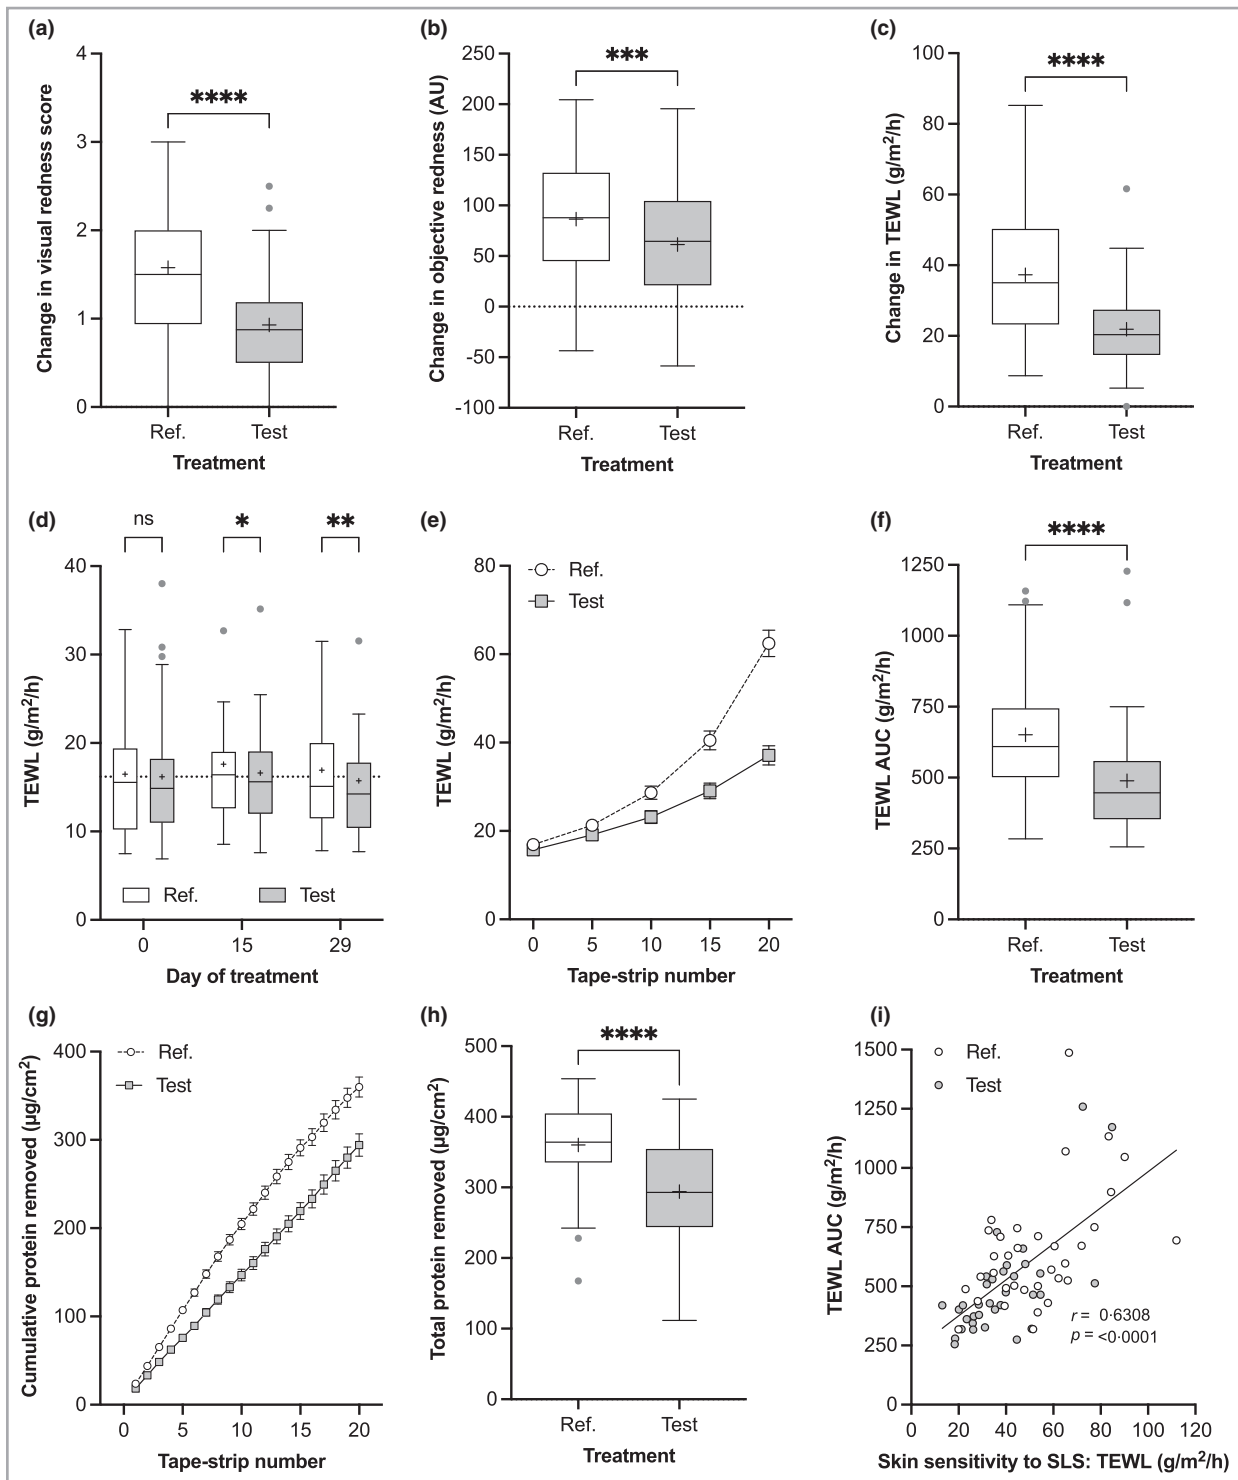 (a)
4
3
2
1
0
Change in visual redness score
****
Ref. Test
Treatment
(b)
250
200
150
100
50
0
-50
-100
Change in objective redness (AU)
***
Ref. Test
Treatment
(c)
100
80
60
40
20
0
Change in TEWL (g/m²/h)
****
Ref. Test
Treatment
(d)
ns * **
40
30
20
10
0
TEWL (g/m²/h)
Ref. Test
0 15 29
Day of treatment
(e)
80
60
40
20
0
TEWL (g/m²/h)
Ref.
Test
0 5 10 15 20
Tape-strip number
(f)
1250
1000
750
500
250
0
TEWL AUC (g/m²/h)
****
Ref. Test
Treatment
(g)
400
300
200
100
0
Cumulative protein removed (µg/cm²)
Ref.
Test
0 5 10 15 20
Tape-strip number
(h)
500
400
300
200
100
0
Total protein removed (µg/cm²)
****
Ref. Test
Treatment
(i)
1500
1250
1000
750
500
250
0
TEWL AUC (g/m²/h)
Ref.
Test
r = 0·6308
p = <0·0001
0 20 40 60 80 100 120
Skin sensitivity to SLS: TEWL (g/m²/h)